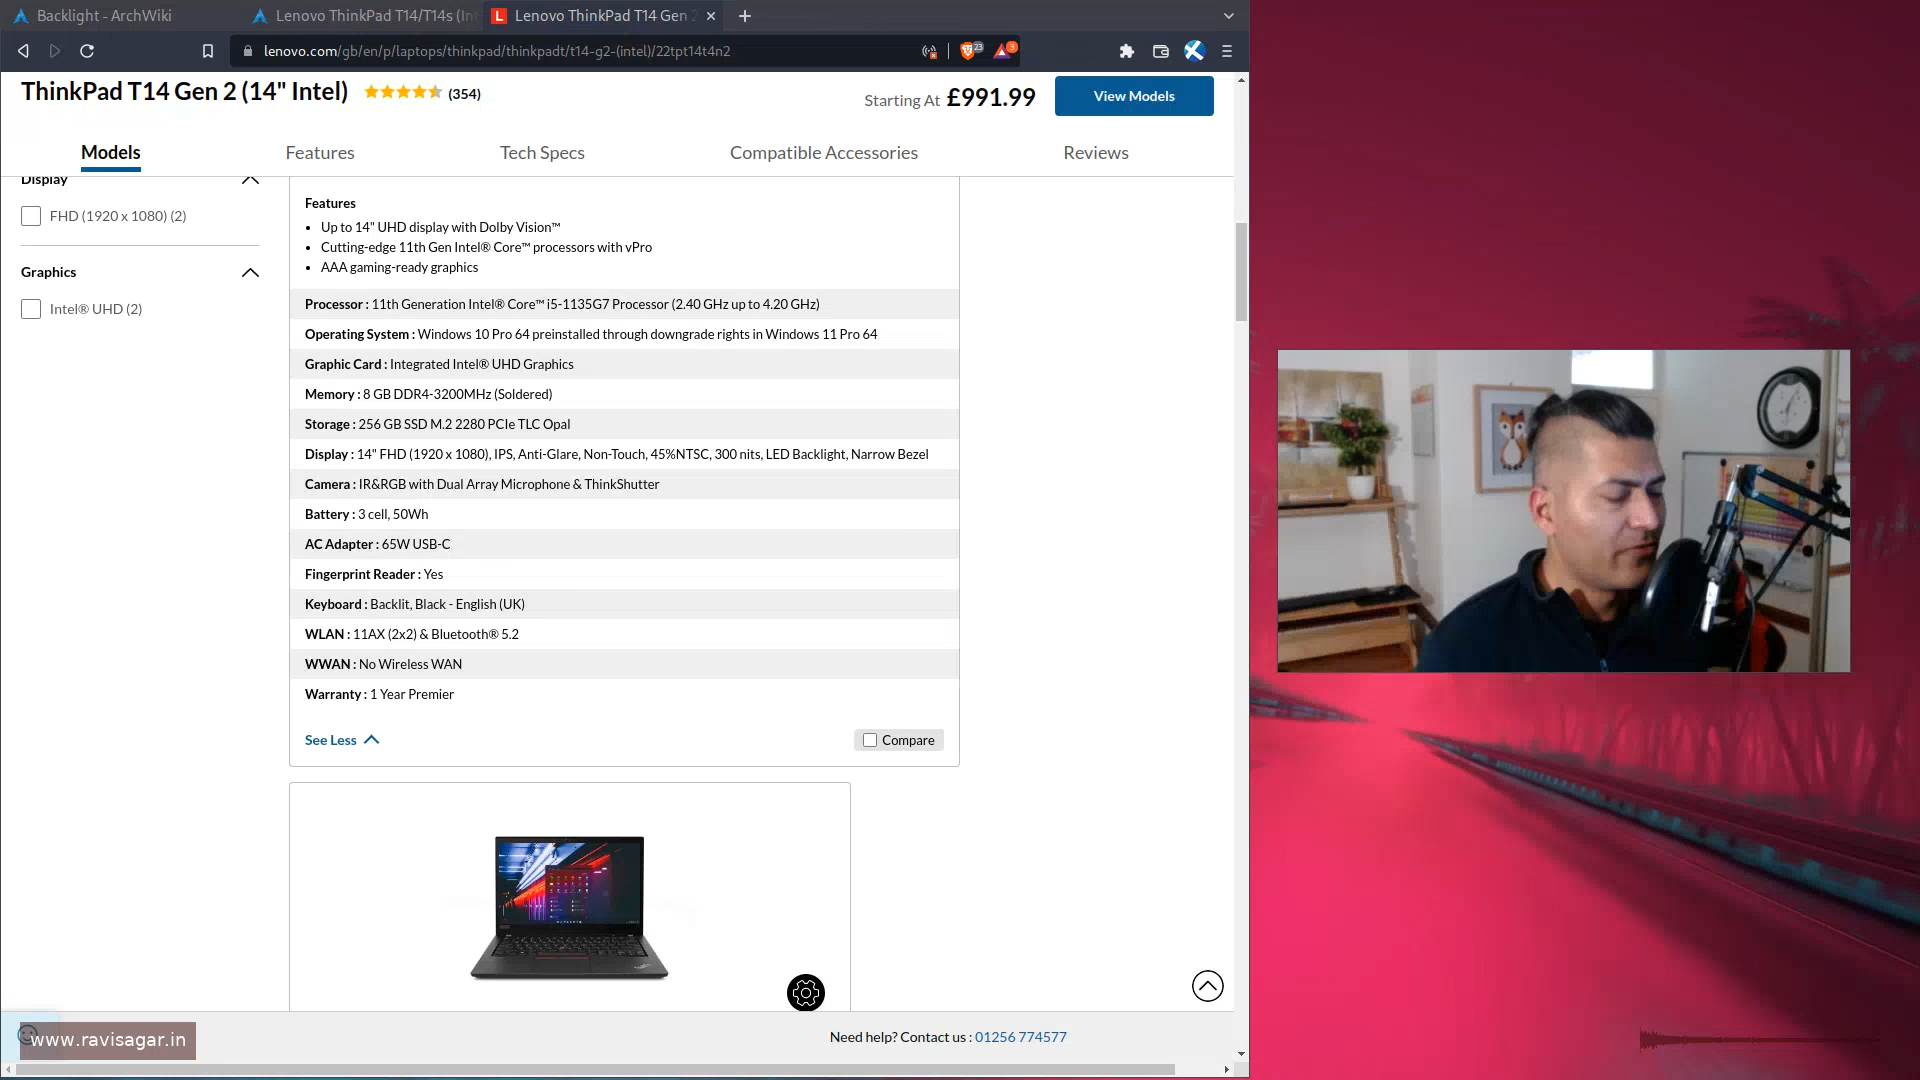 Backlight - ArchWiki
Lenovo ThinkPad T14/T14s (In
Lenovo ThinkPad T14 Gen 2
lenovo.com/gb/en/p/laptops/thinkpad/thinkpadt/t14-g2-(intel)/22tpt14t4n2
23
3
ThinkPad T14 Gen 2 (14" Intel)
(354)
Starting At £991.99
View Models
Models
Features
Tech Specs
Compatible Accessories
Reviews
Display
FHD (1920 x 1080) (2)
Graphics
Intel® UHD (2)
Features
• Up to 14" UHD display with Dolby Vision™
• Cutting-edge 11th Gen Intel® Core™ processors with vPro
• AAA gaming-ready graphics
Processor : 11th Generation Intel® Core™ i5-1135G7 Processor (2.40 GHz up to 4.20 GHz)
Operating System : Windows 10 Pro 64 preinstalled through downgrade rights in Windows 11 Pro 64
Graphic Card : Integrated Intel® UHD Graphics
Memory : 8 GB DDR4-3200MHz (Soldered)
Storage : 256 GB SSD M.2 2280 PCIe TLC Opal
Display : 14" FHD (1920 x 1080), IPS, Anti-Glare, Non-Touch, 45%NTSC, 300 nits, LED Backlight, Narrow Bezel
Camera : IR&RGB with Dual Array Microphone & ThinkShutter
Battery : 3 cell, 50Wh
AC Adapter : 65W USB-C
Fingerprint Reader : Yes
Keyboard : Backlit, Black - English (UK)
WLAN : 11AX (2x2) & Bluetooth® 5.2
WWAN : No Wireless WAN
Warranty : 1 Year Premier
See Less
Compare
www.ravisagar.in
Need help? Contact us : 01256 774577